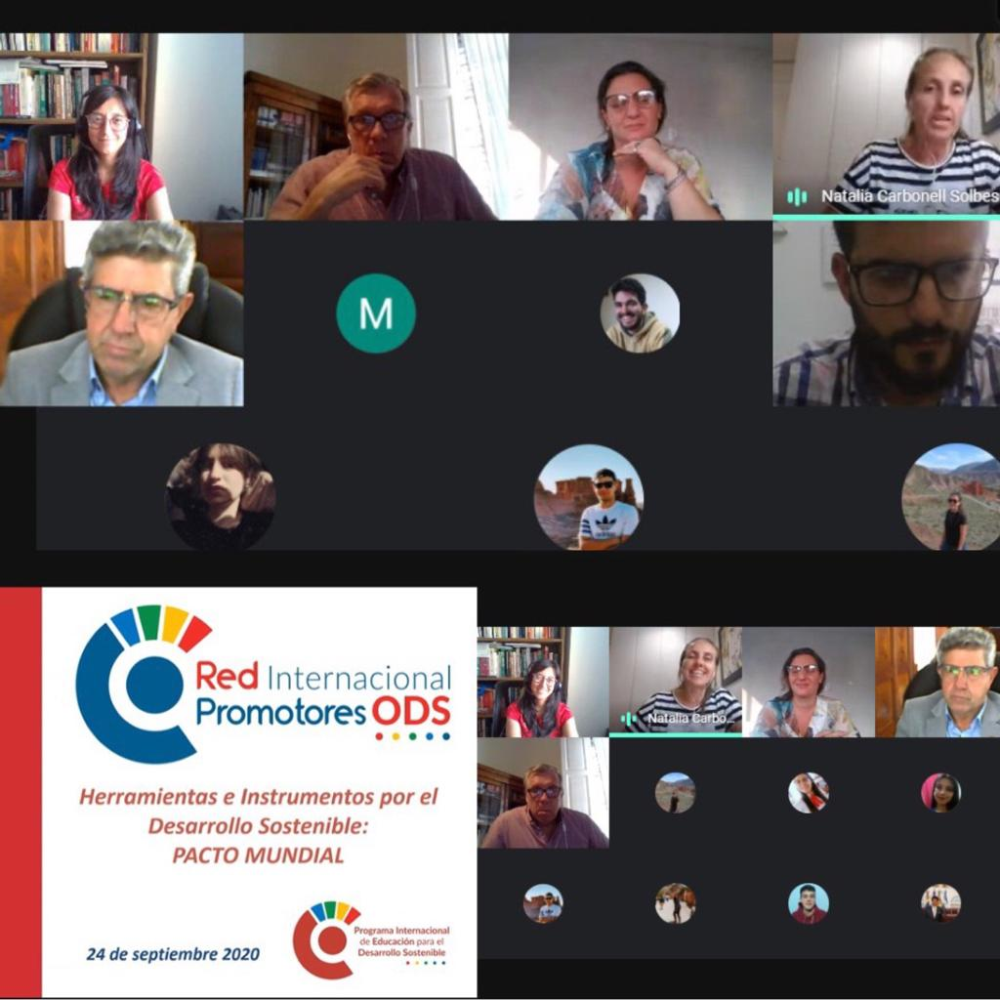 Natalia Carbonell Solbes
M
Red Internacional
Promotores ODS
Herramientas e Instrumentos por el
Desarrollo Sostenible:
PACTO MUNDIAL
24 de septiembre 2020
Programa Internacional
de Educación para el
Desarrollo Sostenible
Natalia Carbo...